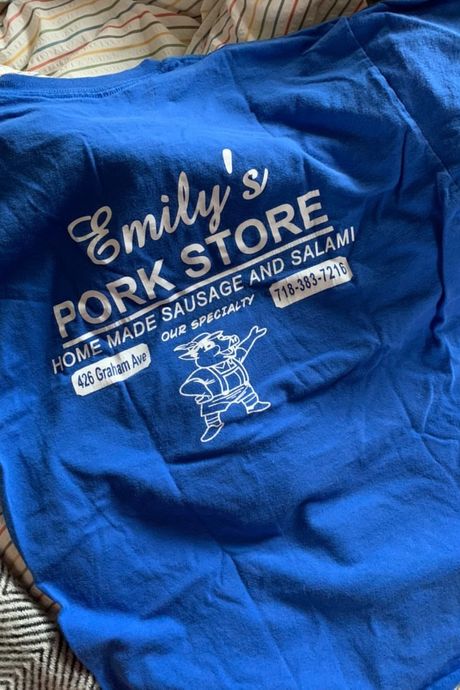 Emily's
PORK STORE
HOME MADE SAUSAGE AND SALAMI
OUR SPECIALTY
426 Graham Ave
718-383-7216